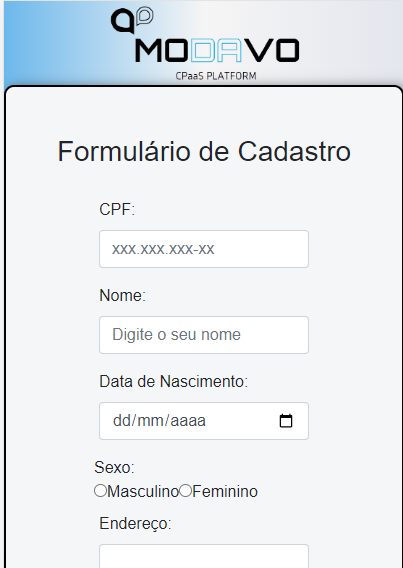 MODAVO
CPaaS PLATFORM
Formulário de Cadastro
CPF:
xxx.xxx.xxx-xx
Nome:
Digite o seu nome
Data de Nascimento:
dd/mm/aaaa
Sexo:
Masculino Feminino
Endereço: